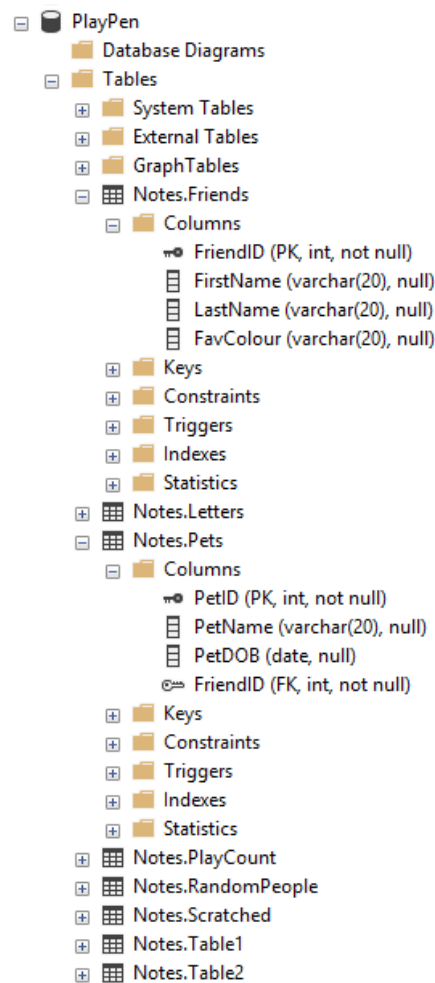 PlayPen
Database Diagrams
Tables
System Tables
External Tables
GraphTables
Notes.Friends
Columns
FriendID (PK, int, not null)
FirstName (varchar(20), null)
LastName (varchar(20), null)
FavColour (varchar(20), null)
Keys
Constraints
Triggers
Indexes
Statistics
Notes.Letters
Notes.Pets
Columns
PetID (PK, int, not null)
PetName (varchar(20), null)
PetDOB (date, null)
FriendID (FK, int, not null)
Keys
Constraints
Triggers
Indexes
Statistics
Notes.PlayCount
Notes.RandomPeople
Notes.Scratched
Notes.Table1
Notes.Table2